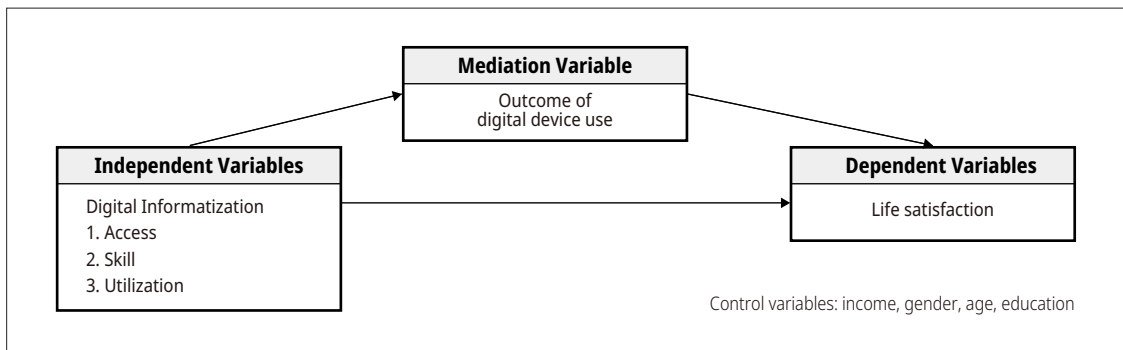 Mediation Variable
Outcome of
digital device use
Independent Variables
Digital Informatization
1. Access
2. Skill
3. Utilization
Dependent Variables
Life satisfaction
Control variables: income, gender, age, education